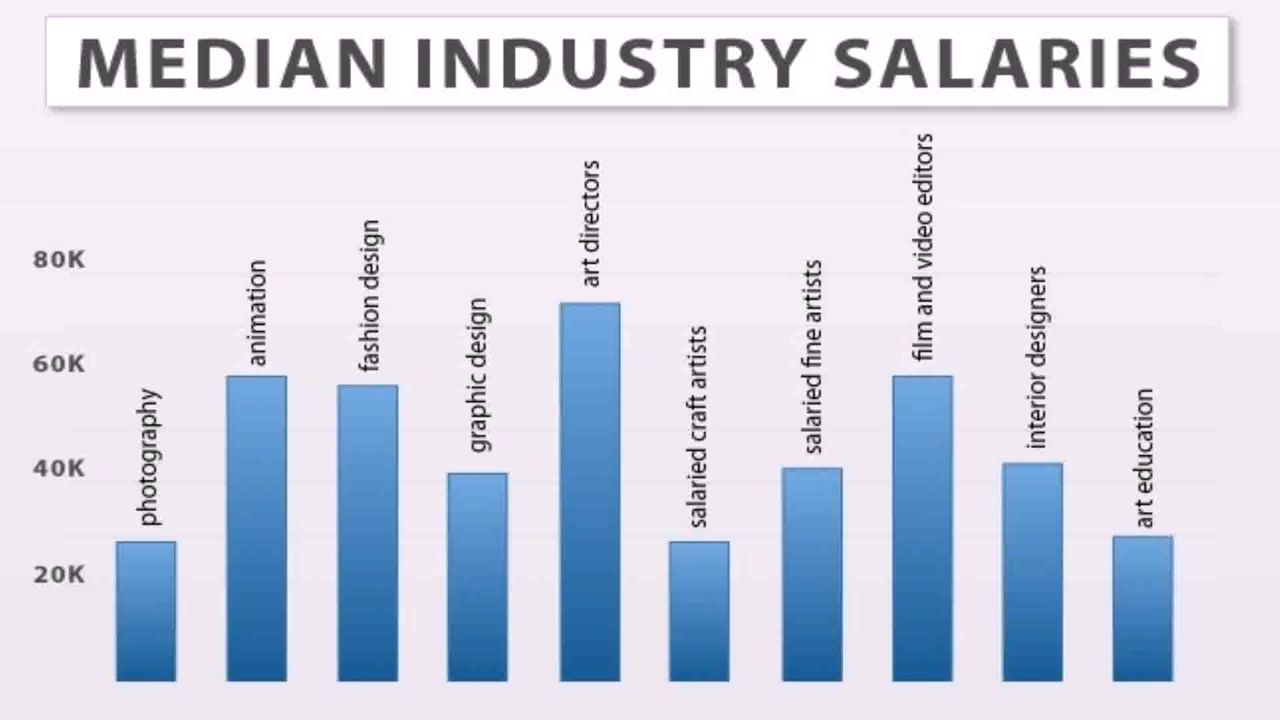 MEDIAN INDUSTRY SALARIES
80K
60K
40K
20K
photography
animation
fashion design
graphic design
art directors
salaried craft artists
salaried fine artists
film and video editors
interior designers
art education